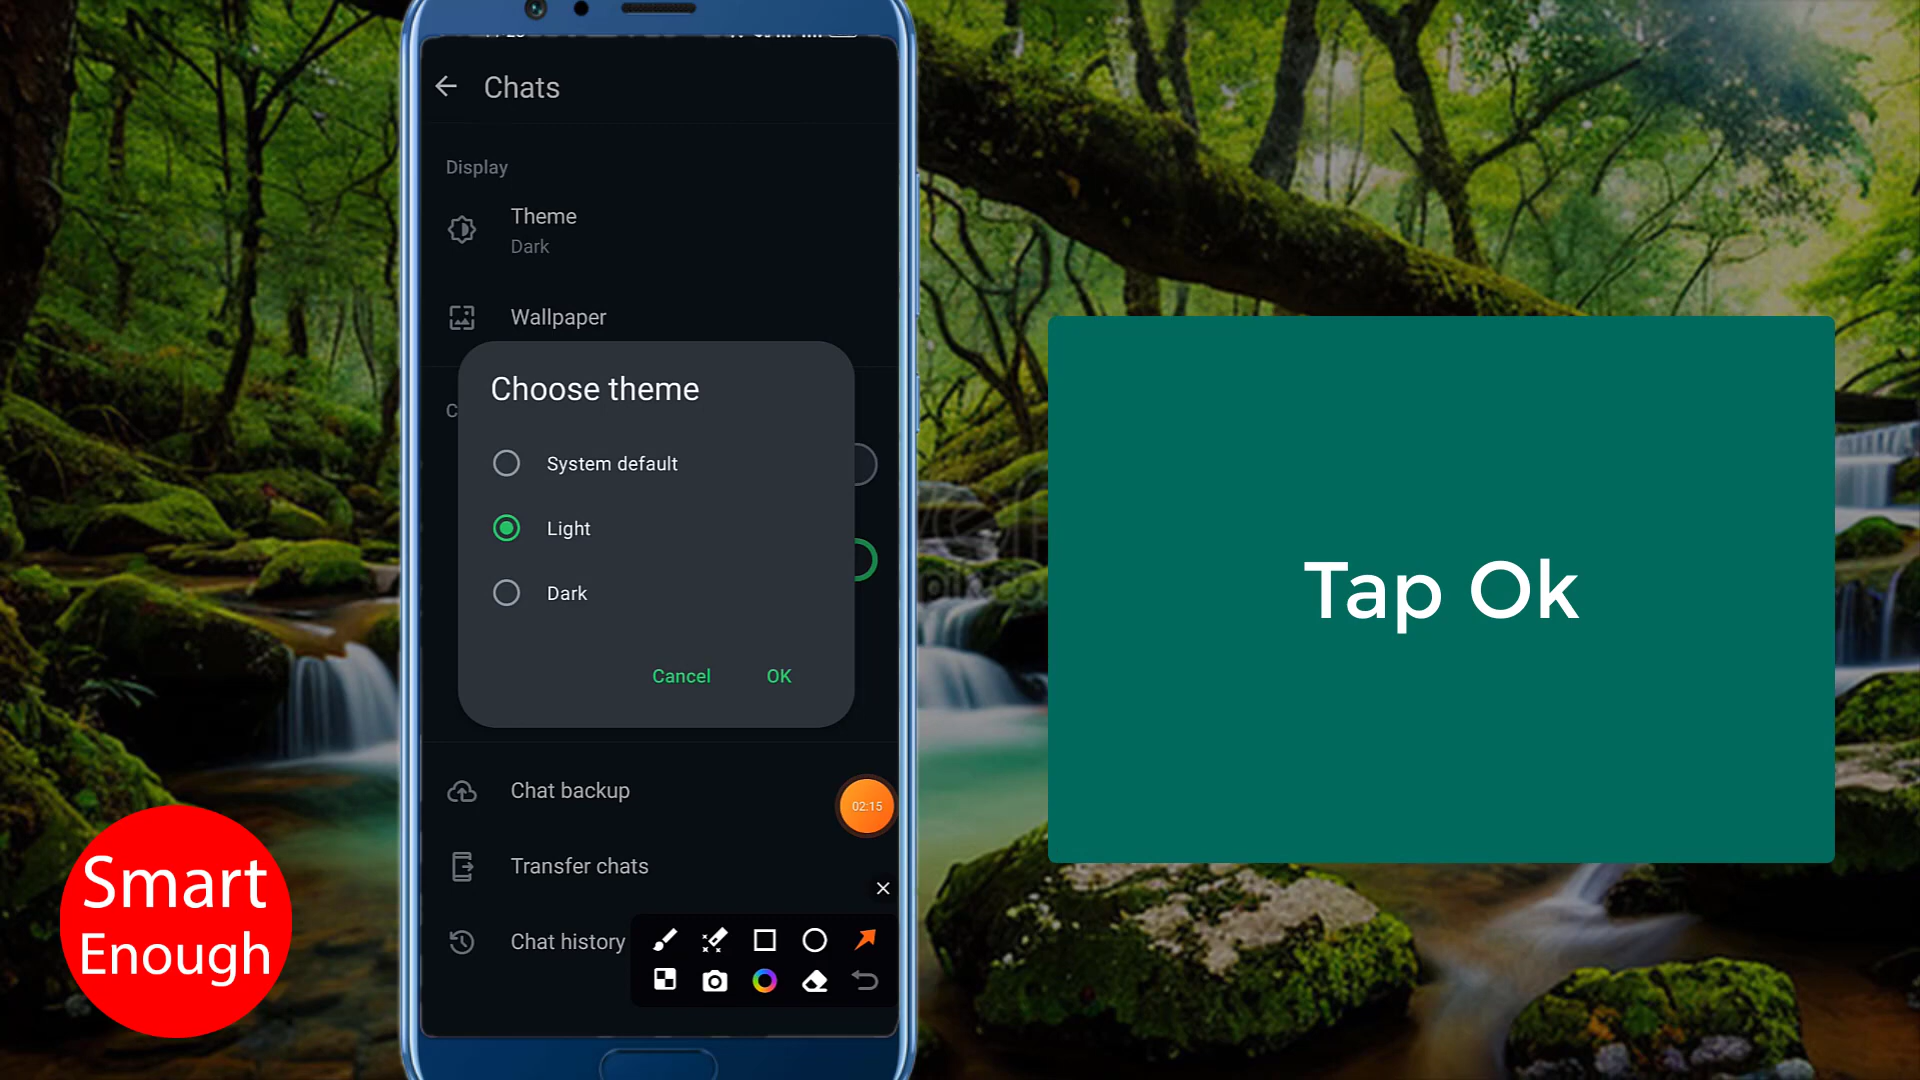 Chats
Display
Theme
Dark
Wallpaper
C
Choose theme
System default
Light
Dark
Cancel
OK
Chat backup
02:15
Transfer chats
Chat history
Tap Ok
Smart
Enough